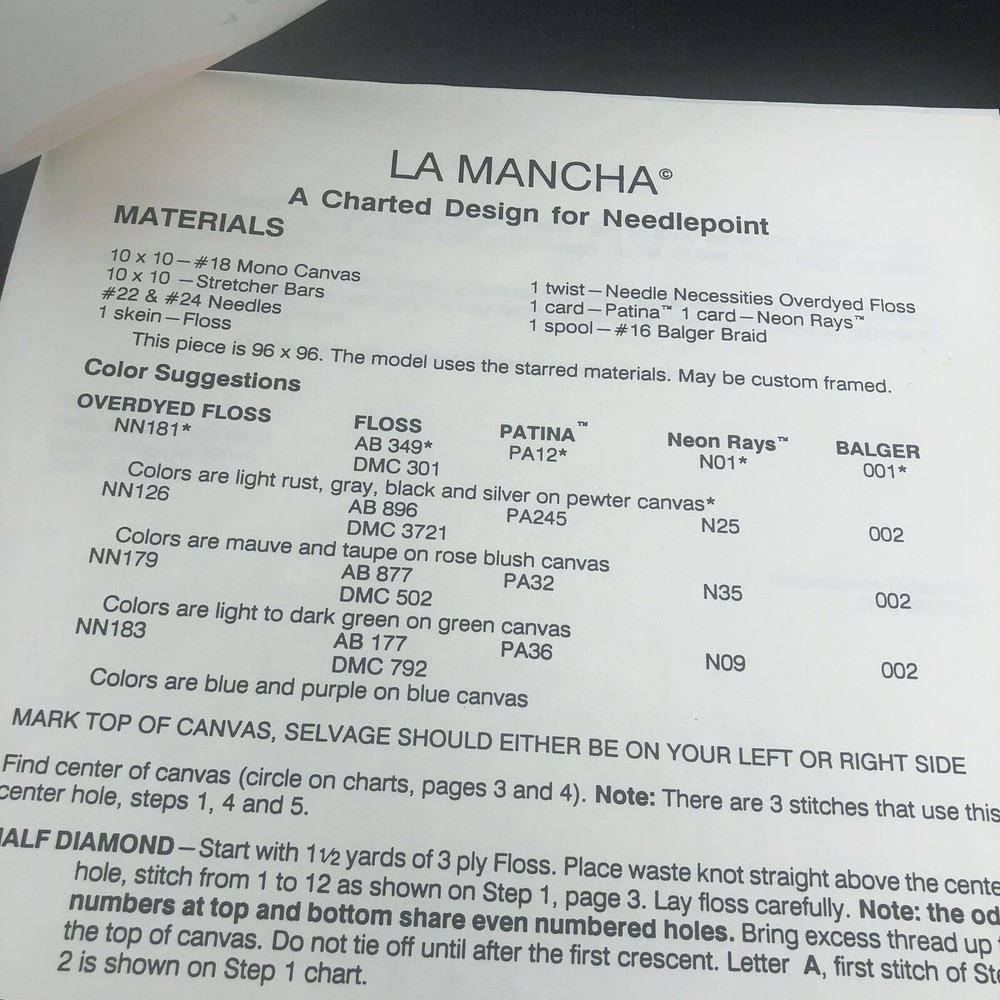 LA MANCHA©
A Charted Design for Needlepoint
MATERIALS
10 x 10—#18 Mono Canvas
10 x 10 —Stretcher Bars
#22 & #24 Needles
1 skein—Floss
1 twist—Needle Necessities Overdyed Floss
1 card—Patina™ 1 card—Neon Rays™
1 spool—#16 Balger Braid
This piece is 96 x 96. The model uses the starred materials. May be custom framed.
Color Suggestions
OVERDYED FLOSS FLOSS PATINA™ Neon Rays™ BALGER
NN181* AB 349* PA12* N01* 001*
DMC 301
Colors are light rust, gray, black and silver on pewter canvas*
NN126 AB 896 PA245 N25 002
DMC 3721
Colors are mauve and taupe on rose blush canvas
NN179 AB 877 PA32 N35 002
DMC 502
Colors are light to dark green on green canvas
NN183 AB 177 PA36 N09 002
DMC 792
Colors are blue and purple on blue canvas
MARK TOP OF CANVAS, SELVAGE SHOULD EITHER BE ON YOUR LEFT OR RIGHT SIDE
Find center of canvas (circle on charts, pages 3 and 4). Note: There are 3 stitches that use this
center hole, steps 1, 4 and 5.
HALF DIAMOND—Start with 1½ yards of 3 ply Floss. Place waste knot straight above the cente
hole, stitch from 1 to 12 as shown on Step 1, page 3. Lay floss carefully. Note: the od
numbers at top and bottom share even numbered holes. Bring excess thread up
the top of canvas. Do not tie off until after the first crescent. Letter A, first stitch of Ste
2 is shown on Step 1 chart.